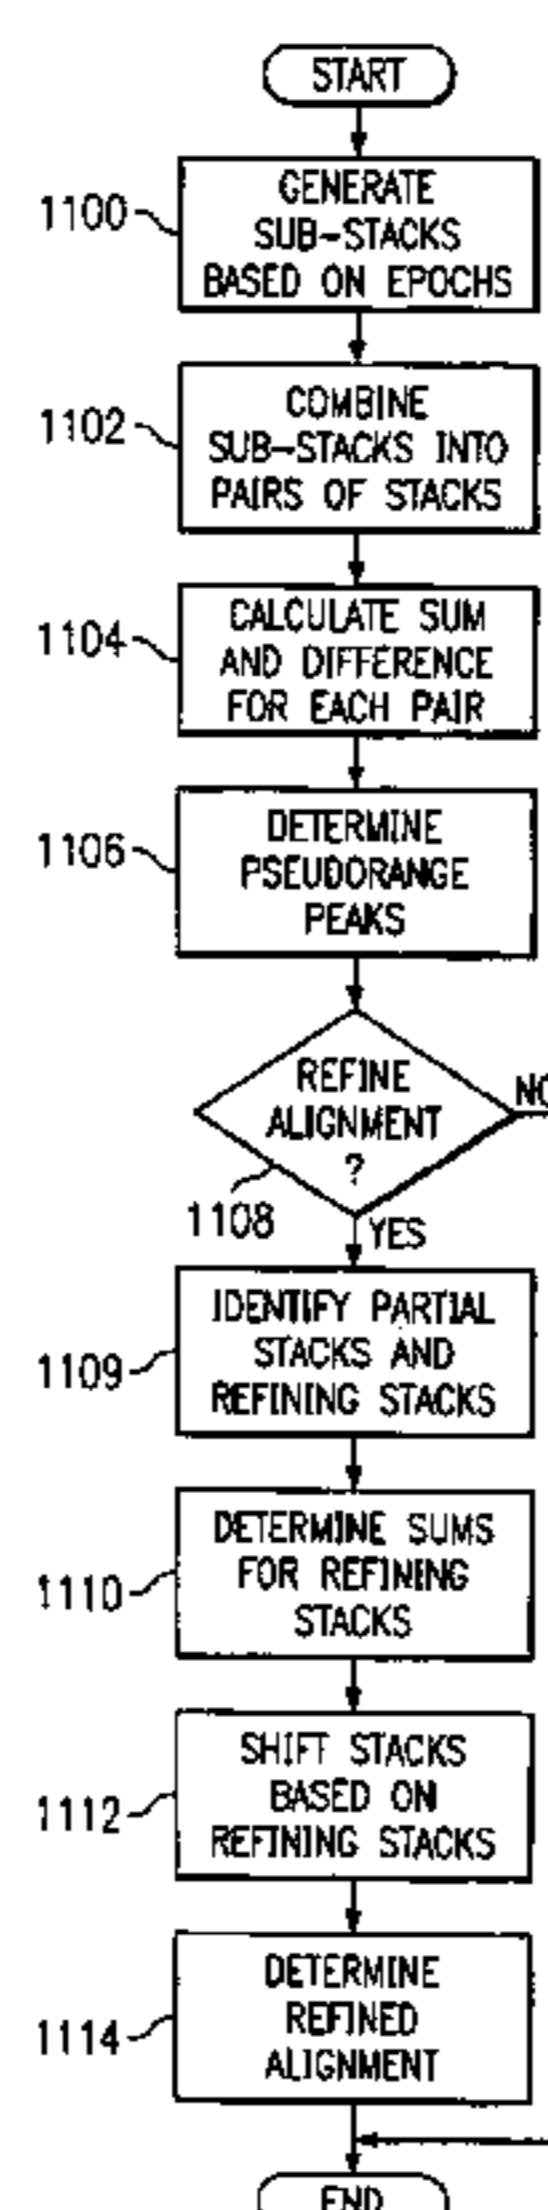 START
1100
GENERATE
SUB-STACKS
BASED ON EPOCHS
1102
COMBINE
SUB-STACKS INTO
PAIRS OF STACKS
1104
CALCULATE SUM
AND DIFFERENCE
FOR EACH PAIR
1106
DETERMINE
PSEUDORANGE
PEAKS
REFINE
ALIGNMENT
?
NO
1108
YES
1109
IDENTIFY PARTIAL
STACKS AND
REFINING STACKS
1110
DETERMINE SUMS
FOR REFINING
STACKS
1112
SHIFT STACKS
BASED ON
REFINING STACKS
1114
DETERMINE
REFINED
ALIGNMENT
END